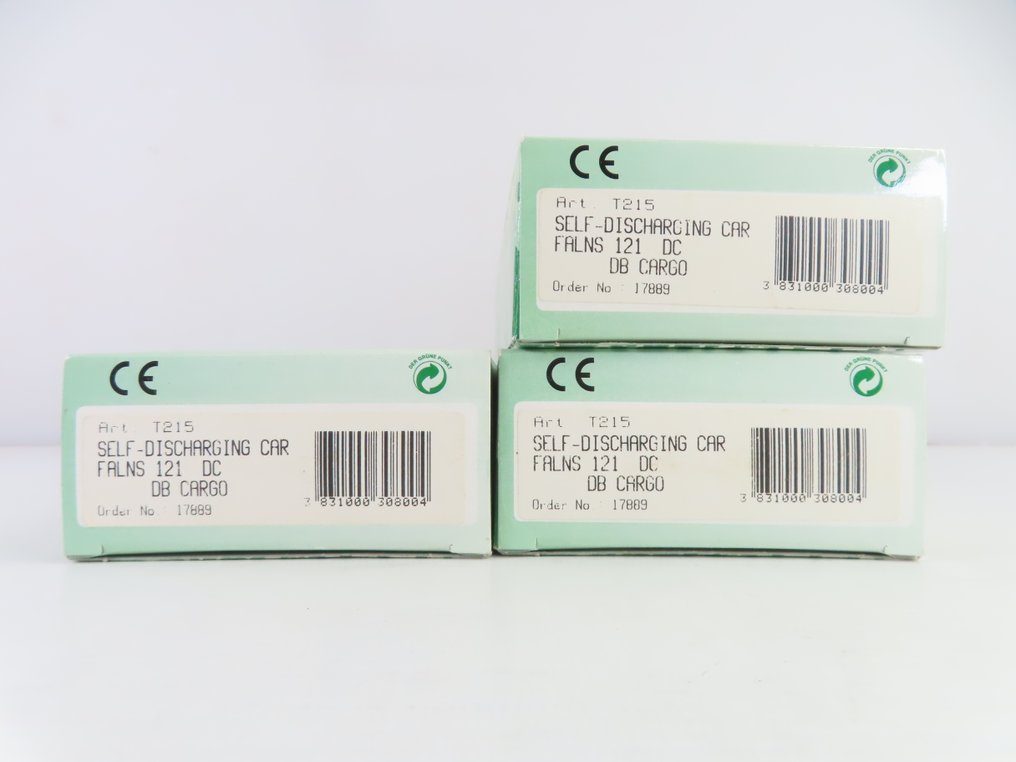 CE
DER GRÜNE PUNKT
Art. T215
SELF-DISCHARGING CAR
FALNS 121 DC
DB CARGO
Order No : 17889
3 831000 308004
CE
DER GRÜNE PUNKT
Art. T215
SELF-DISCHARGING CAR
FALNS 121 DC
DB CARGO
Order No : 17889
3 831000 308004
CE
DER GRÜNE PUNKT
Art T215
SELF-DISCHARGING CAR
FALNS 121 DC
DB CARGO
Order No : 17889
3 831000 308004